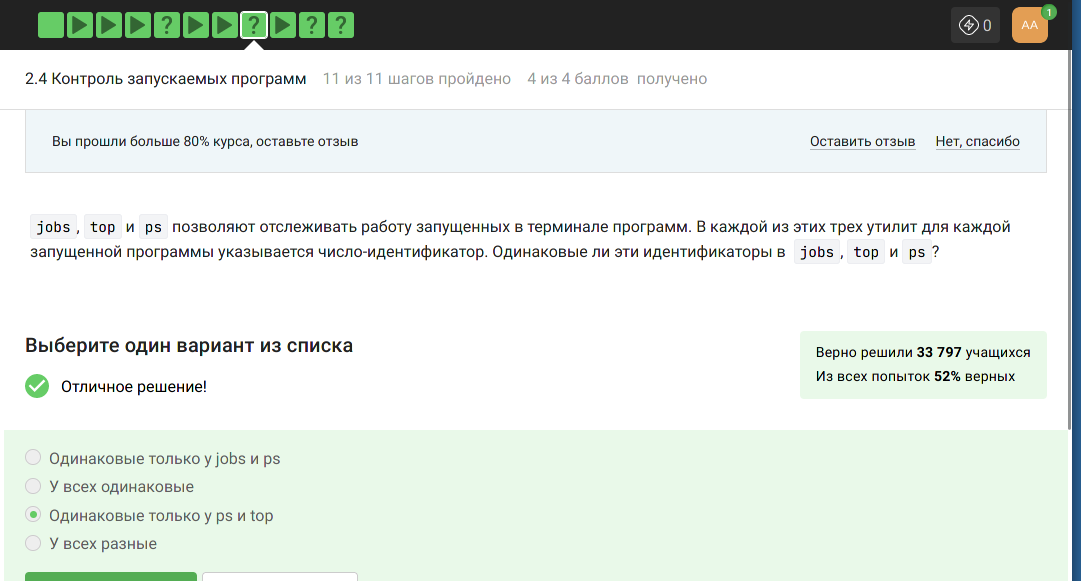 ? ? ? ?
0
AA
1
2.4 Контроль запускаемых программ 11 из 11 шагов пройдено 4 из 4 баллов получено
Вы прошли больше 80% курса, оставьте отзыв Оставить отзыв Нет, спасибо
jobs, top и ps позволяют отслеживать работу запущенных в терминале программ. В каждой из этих трех утилит для каждой
запущенной программы указывается число-идентификатор. Одинаковые ли эти идентификаторы в jobs, top и ps?
Выберите один вариант из списка
Отличное решение!
Верно решили 33 797 учащихся
Из всех попыток 52% верных
Одинаковые только у jobs и ps
У всех одинаковые
Одинаковые только у ps и top
У всех разные